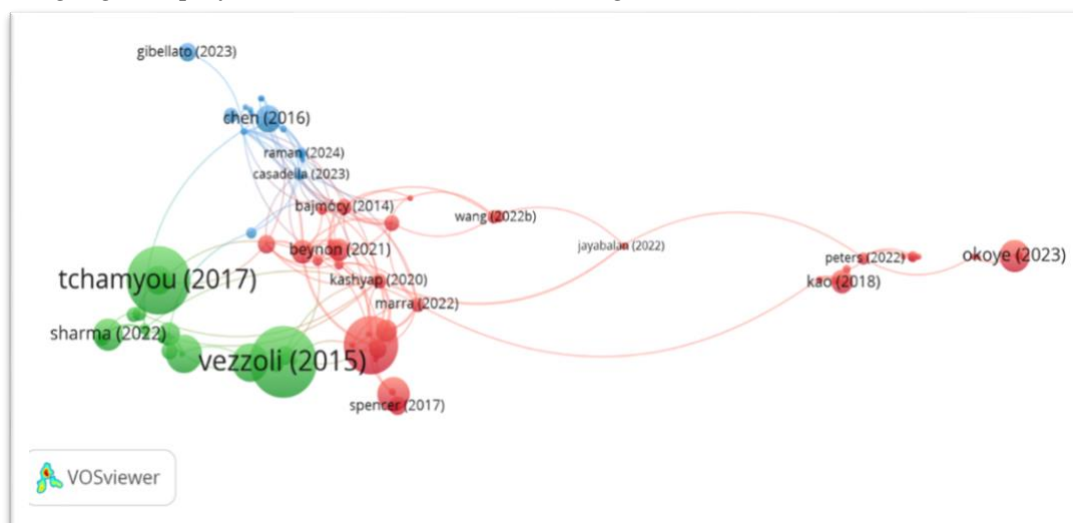 gibellato (2023)
chen (2016)
raman (2024)
casadella (2023)
bajmócy (2014)
wang (2022b)
beynon (2021)
jayabalan (2022)
okoye (2023)
peters (2022)
tchamyou (2017)
kashyap (2020)
kao (2018)
marra (2022)
sharma (2022)
vezzoli (2015)
spencer (2017)
VOSviewer